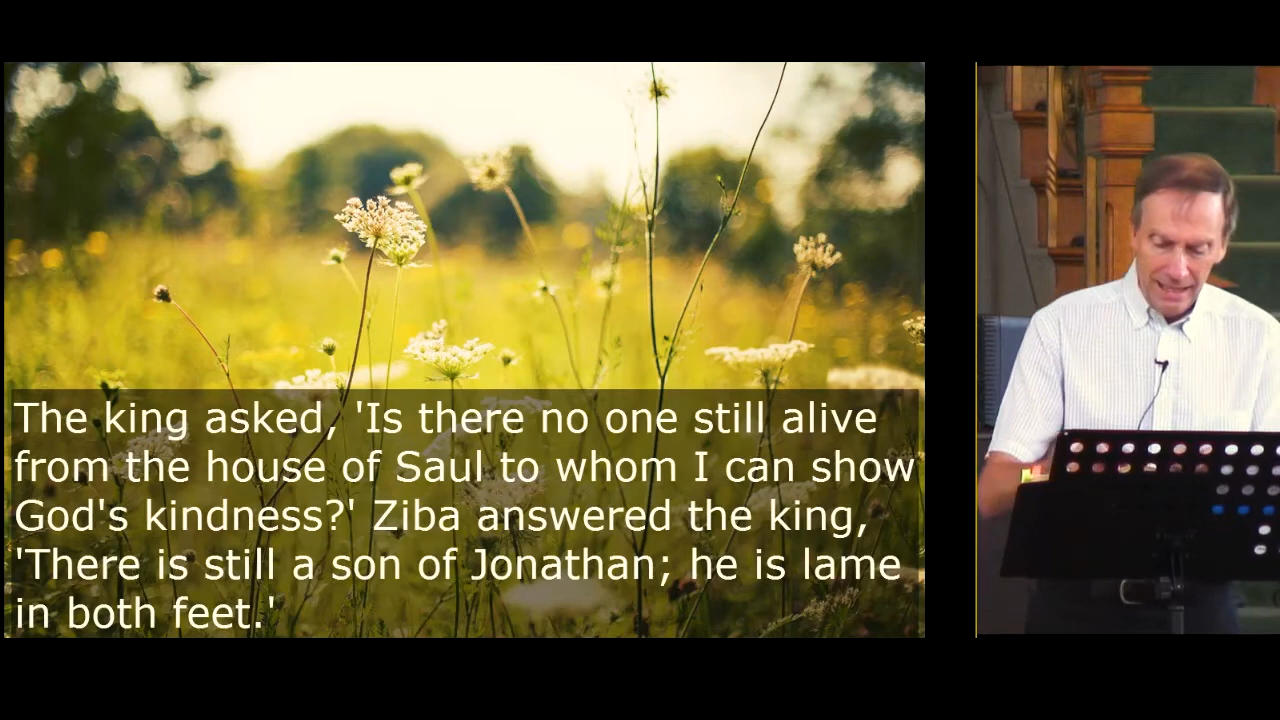 The king asked, 'Is there no one still alive
from the house of Saul to whom I can show
God's kindness?' Ziba answered the king,
'There is still a son of Jonathan; he is lame
in both feet.'